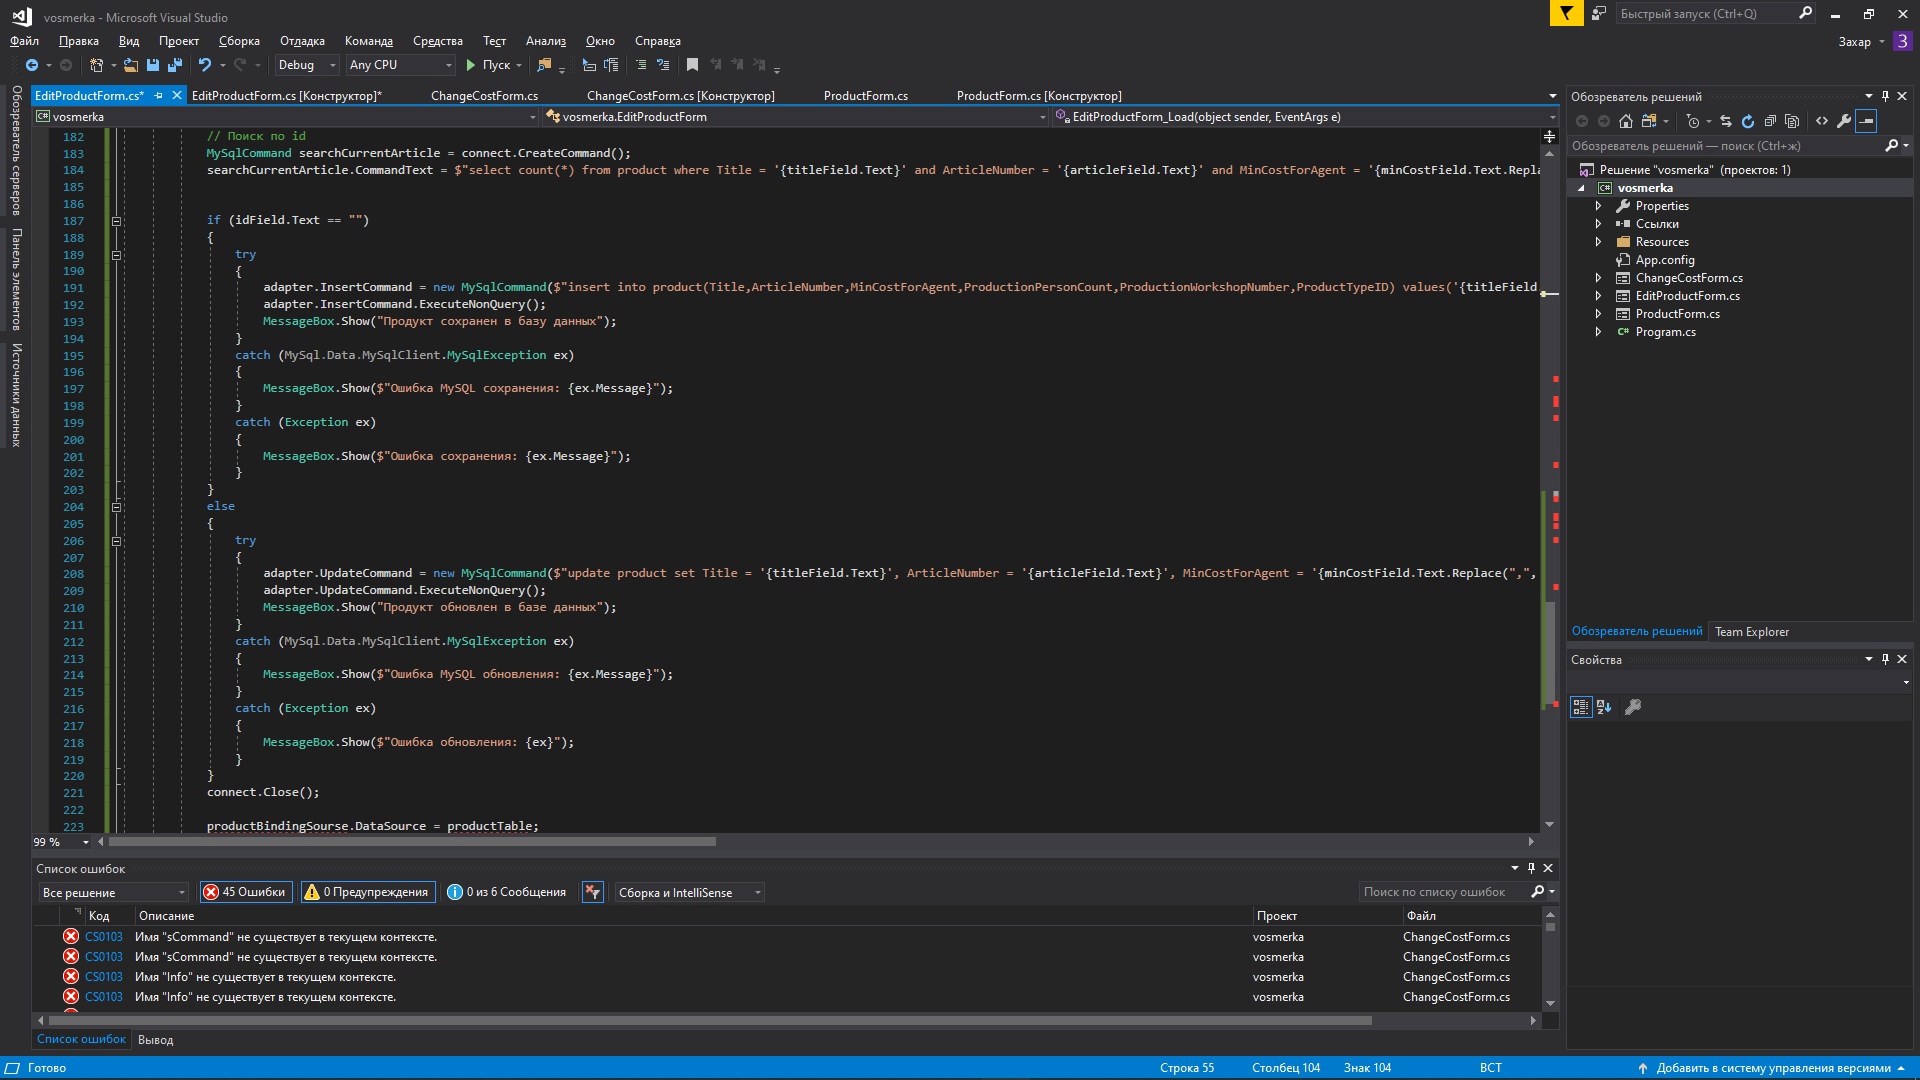 vosmerka - Microsoft Visual Studio
Быстрый запуск (Ctrl+Q)
Файл Правка Вид Проект Сборка Отладка Команда Средства Тест Анализ Окно Справка
Захар З
Debug Any CPU Пуск
EditProductForm.cs* EditProductForm.cs [Конструктор]* ChangeCostForm.cs ChangeCostForm.cs [Конструктор] ProductForm.cs ProductForm.cs [Конструктор]
C# vosmerka vosmerka.EditProductForm EditProductForm_Load(object sender, EventArgs e)
Обозреватель серверов
Панель элементов
Источники данных
182 // Поиск по id
183 MySqlCommand searchCurrentArticle = connect.CreateCommand();
184 searchCurrentArticle.CommandText = $"select count(*) from product where Title = '{titleField.Text}' and ArticleNumber = '{articleField.Text}' and MinCostForAgent = '{minCostField.Text.Repla
185
186
187 if (idField.Text == "")
188 {
189 try
190 {
191 adapter.InsertCommand = new MySqlCommand($"insert into product(Title,ArticleNumber,MinCostForAgent,ProductionPersonCount,ProductionWorkshopNumber,ProductTypeID) values('{titleField.
192 adapter.InsertCommand.ExecuteNonQuery();
193 MessageBox.Show("Продукт сохранен в базу данных");
194 }
195 catch (MySql.Data.MySqlClient.MySqlException ex)
196 {
197 MessageBox.Show($"Ошибка MySQL сохранения: {ex.Message}");
198 }
199 catch (Exception ex)
200 {
201 MessageBox.Show($"Ошибка сохранения: {ex.Message}");
202 }
203 }
204 else
205 {
206 try
207 {
208 adapter.UpdateCommand = new MySqlCommand($"update product set Title = '{titleField.Text}', ArticleNumber = '{articleField.Text}', MinCostForAgent = '{minCostField.Text.Replace(",",
209 adapter.UpdateCommand.ExecuteNonQuery();
210 MessageBox.Show("Продукт обновлен в базе данных");
211 }
212 catch (MySql.Data.MySqlClient.MySqlException ex)
213 {
214 MessageBox.Show($"Ошибка MySQL обновления: {ex.Message}");
215 }
216 catch (Exception ex)
217 {
218 MessageBox.Show($"Ошибка обновления: {ex}");
219 }
220 }
221 connect.Close();
222
223 productBindingSourse.DataSource = productTable;
99 %
Обозреватель решений
Обозреватель решений — поиск (Ctrl+ж)
Решение "vosmerka" (проектов: 1)
C# vosmerka
Properties
Ссылки
Resources
App.config
ChangeCostForm.cs
EditProductForm.cs
ProductForm.cs
C# Program.cs
Обозреватель решений Team Explorer
Свойства
Список ошибок
Все решение 45 Ошибки 0 Предупреждения 0 из 6 Сообщения Сборка и IntelliSense Поиск по списку ошибок
Код Описание Проект Файл
CS0103 Имя "sCommand" не существует в текущем контексте. vosmerka ChangeCostForm.cs
CS0103 Имя "sCommand" не существует в текущем контексте. vosmerka ChangeCostForm.cs
CS0103 Имя "Info" не существует в текущем контексте. vosmerka ChangeCostForm.cs
CS0103 Имя "Info" не существует в текущем контексте. vosmerka ChangeCostForm.cs
Список ошибок Вывод
Готово Строка 55 Столбец 104 Знак 104 ВСТ Добавить в систему управления версиями